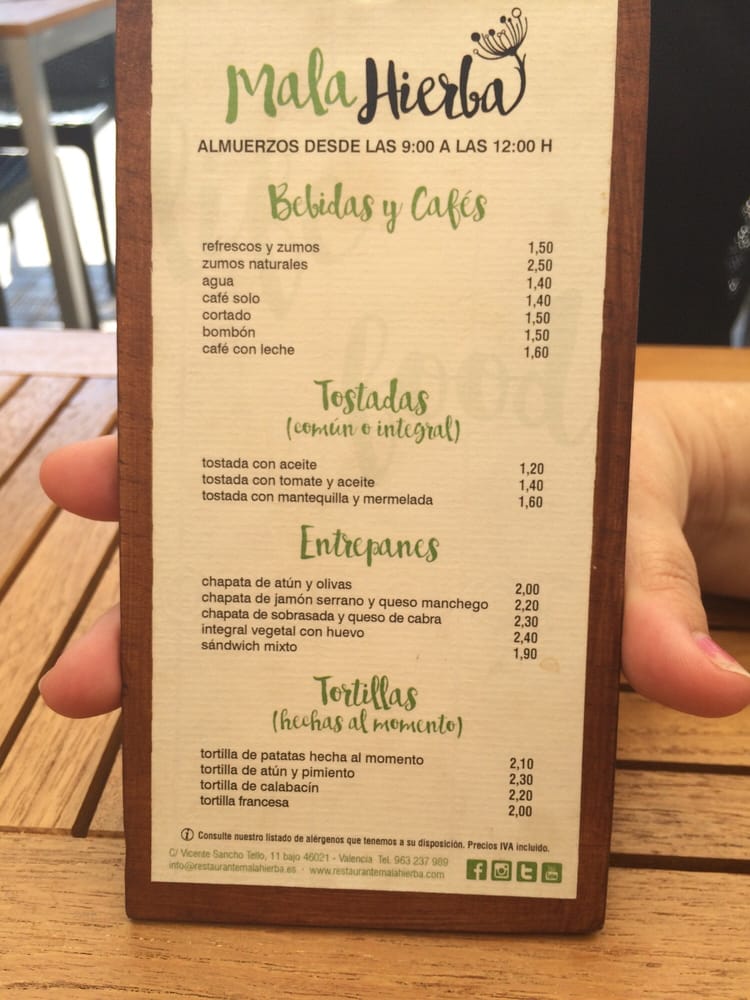 Mala Hierba
ALMUERZOS DESDE LAS 9:00 A LAS 12:00 H
Bebidas y Cafés
refrescos y zumos 1,50
zumos naturales 2,50
agua 1,40
café solo 1,40
cortado 1,50
bombón 1,50
café con leche 1,60
Tostadas
(común o integral)
tostada con aceite 1,20
tostada con tomate y aceite 1,40
tostada con mantequilla y mermelada 1,60
Entrepanes
chapata de atún y olivas 2,00
chapata de jamón serrano y queso manchego 2,20
chapata de sobrasada y queso de cabra 2,30
integral vegetal con huevo 2,40
sándwich mixto 1,90
Tortillas
(hechas al momento)
tortilla de patatas hecha al momento 2,10
tortilla de atún y pimiento 2,30
tortilla de calabacín 2,20
tortilla francesa 2,00
Consulte nuestro listado de alérgenos que tenemos a su disposición. Precios IVA incluido.
C/ Vicente Sancho Tello, 11 bajo 46021 - Valencia Tel. 963 237 989
info@restaurantemalahierba.es · www.restaurantemalahierba.com